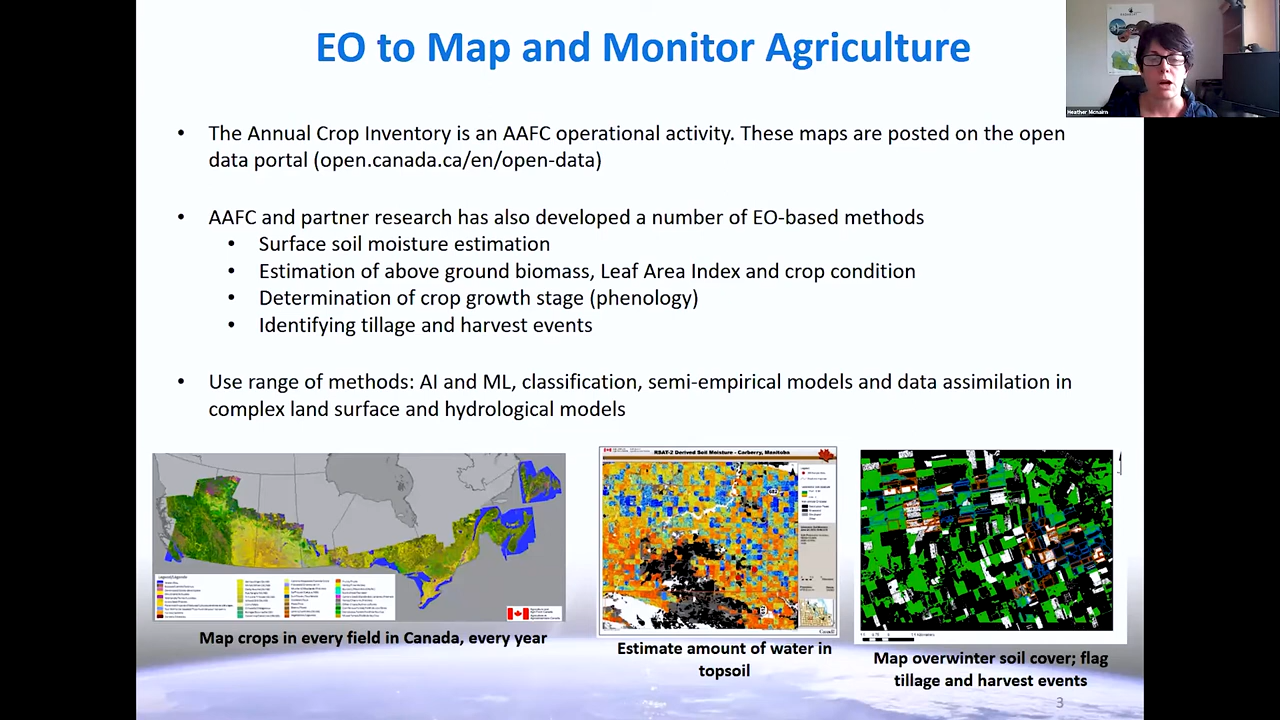 EO to Map and Monitor Agriculture
Heather Mcnairn
• The Annual Crop Inventory is an AAFC operational activity. These maps are posted on the open
data portal (open.canada.ca/en/open-data)
• AAFC and partner research has also developed a number of EO-based methods
• Surface soil moisture estimation
• Estimation of above ground biomass, Leaf Area Index and crop condition
• Determination of crop growth stage (phenology)
• Identifying tillage and harvest events
• Use range of methods: AI and ML, classification, semi-empirical models and data assimilation in
complex land surface and hydrological models
RSAT-2 Derived Soil Moisture - Carberry, Manitoba
Map crops in every field in Canada, every year
Estimate amount of water in
topsoil
Map overwinter soil cover; flag
tillage and harvest events
3